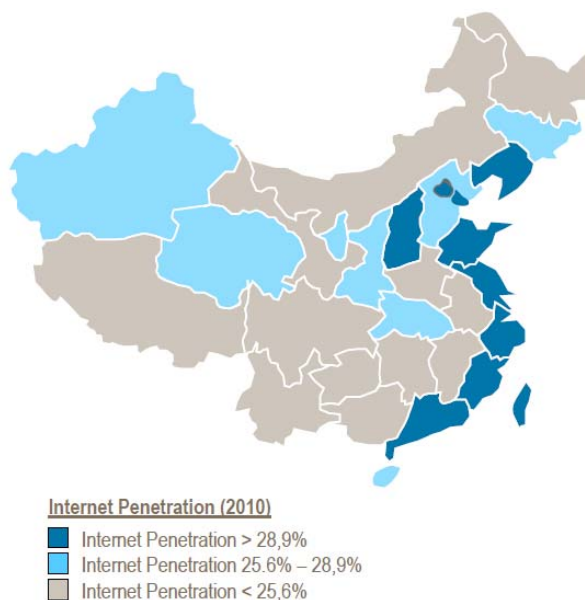 Internet Penetration (2010)
Internet Penetration > 28,9%
Internet Penetration 25.6% – 28,9%
Internet Penetration < 25,6%